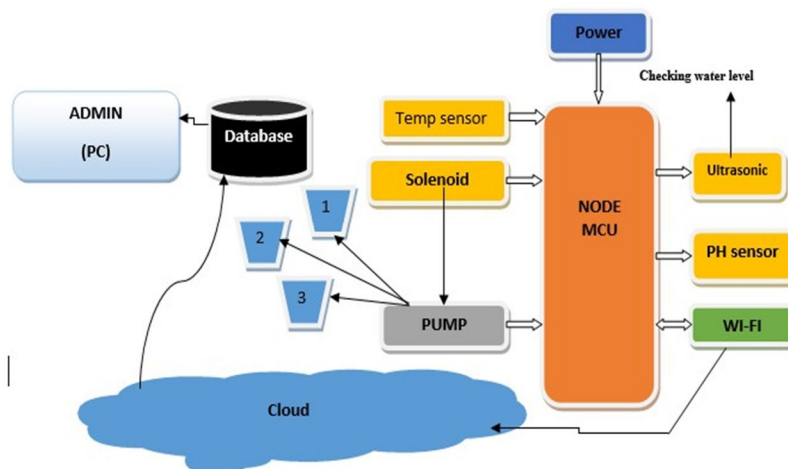 Power
Checking water level
ADMIN
(PC)
Database
Temp sensor
Solenoid
Ultrasonic
1
2
3
NODE
MCU
PH sensor
PUMP
WI-FI
Cloud